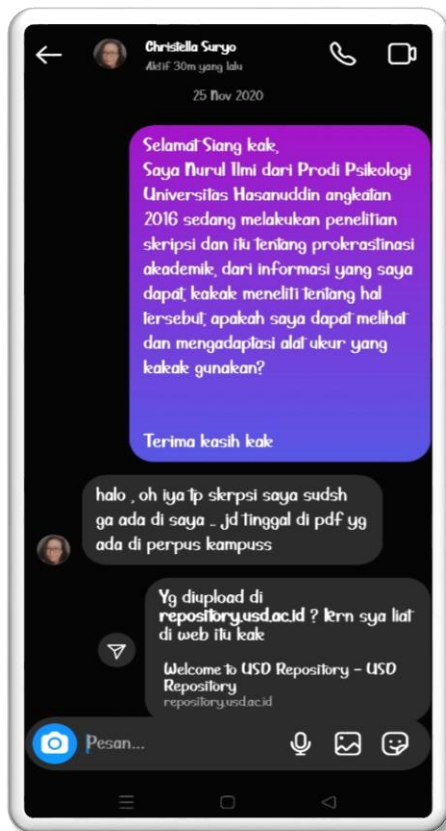 Christella Suryo
Aktif 30m yang lalu
25 Nov 2020
Selamat Siang kak,
Saya Nurul Ilmi dari Prodi Psikologi
Universitas Hasanuddin angkatan
2016 sedang melakukan penelitian
skripsi dan itu tentang prokrastinasi
akademik, dari informasi yang saya
dapat, kakak meneliti tentang hal
tersebut, apakah saya dapat melihat
dan mengadaptasi alat ukur yang
kakak gunakan?
Terima kasih kak
halo , oh iya tp skrpsi saya sudsh
ga ada di saya _ jd tinggal di pdf yg
ada di perpus kampuss
Yg diupload di
repository.usd.ac.id ? krn sya liat
di web itu kak
Welcome to USD Repository - USD
Repository
repository.usd.ac.id
Pesan...